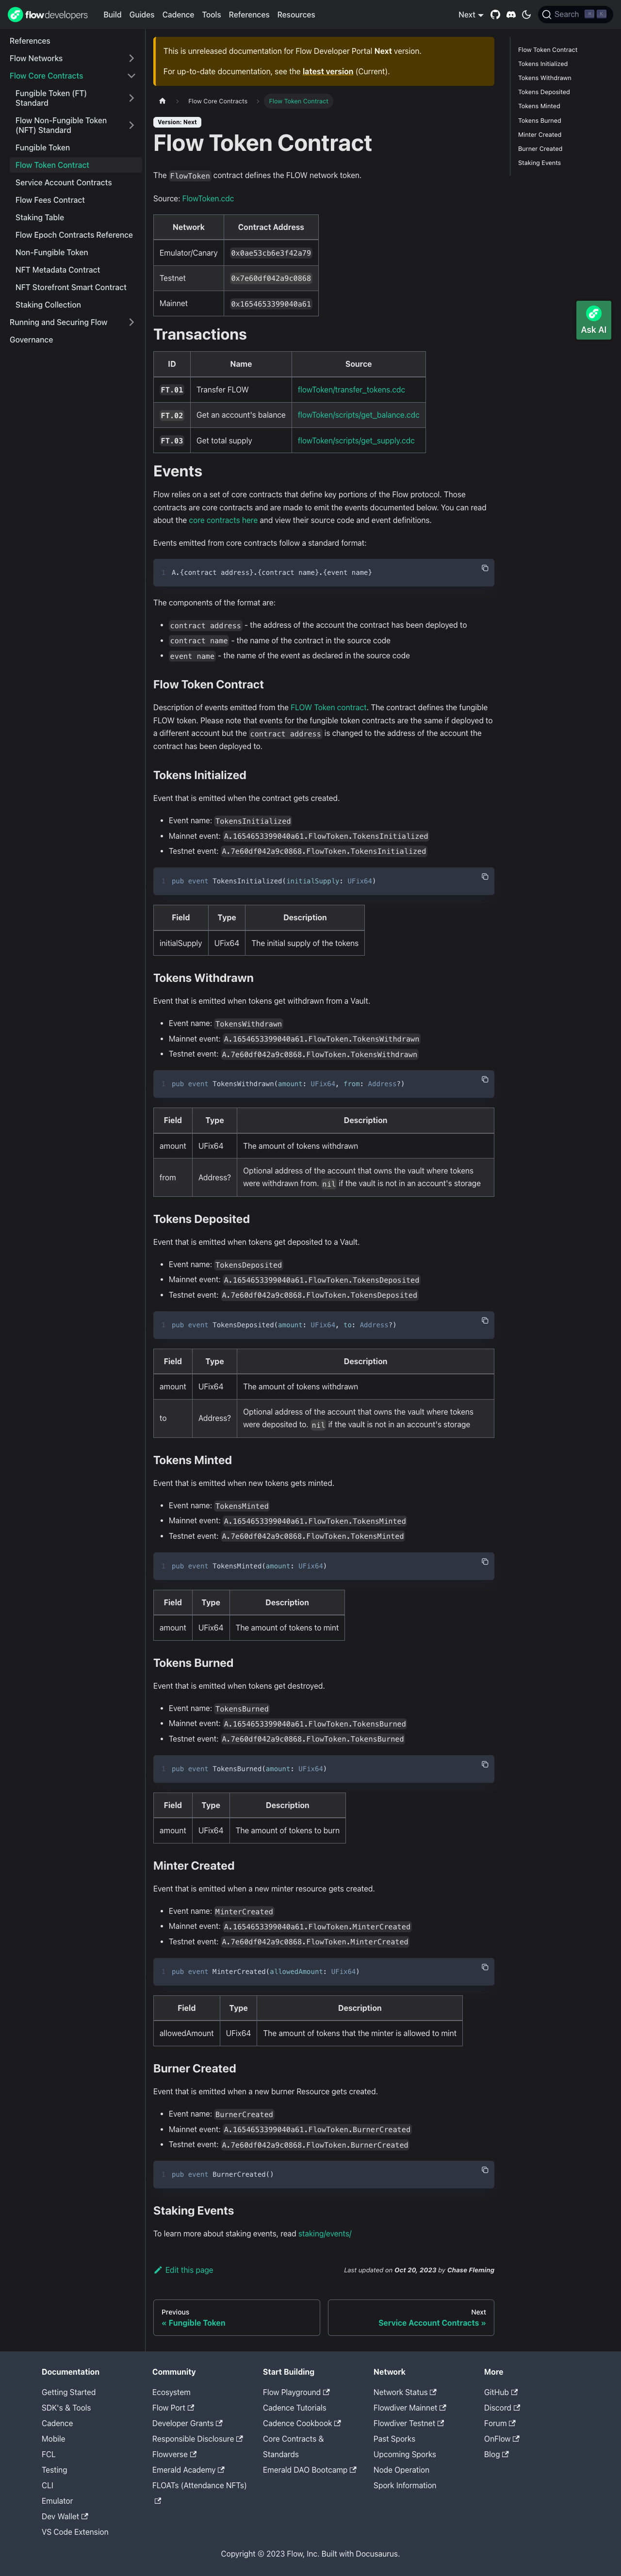 flowdevelopers Build Guides Cadence Tools References Resources Next Search
References
Flow Networks
Flow Core Contracts
Fungible Token (FT)
Standard
Flow Non-Fungible Token
(NFT) Standard
Fungible Token
Flow Token Contract
Service Account Contracts
Flow Fees Contract
Staking Table
Flow Epoch Contracts Reference
Non-Fungible Token
NFT Metadata Contract
NFT Storefront Smart Contract
Staking Collection
Running and Securing Flow
Governance
This is unreleased documentation for Flow Developer Portal Next version.
For up-to-date documentation, see the latest version (Current).
Flow Core Contracts Flow Token Contract
Version: Next
Flow Token Contract
The FlowToken contract defines the FLOW network token.
Source: FlowToken.cdc
Network Contract Address
Emulator/Canary 0x0ae53cb6e3f42a79
Testnet 0x7e60df042a9c0868
Mainnet 0x1654653399040a61
Transactions
ID Name Source
FT.01 Transfer FLOW flowToken/transfer_tokens.cdc
FT.02 Get an account's balance flowToken/scripts/get_balance.cdc
FT.03 Get total supply flowToken/scripts/get_supply.cdc
Events
Flow relies on a set of core contracts that define key portions of the Flow protocol. Those
contracts are core contracts and are made to emit the events documented below. You can read
about the core contracts here and view their source code and event definitions.
Events emitted from core contracts follow a standard format:
1 A.{contract address}.{contract name}.{event name}
The components of the format are:
• contract address - the address of the account the contract has been deployed to
• contract name - the name of the contract in the source code
• event name - the name of the event as declared in the source code
Flow Token Contract
Description of events emitted from the FLOW Token contract. The contract defines the fungible
FLOW token. Please note that events for the fungible token contracts are the same if deployed to
a different account but the contract address is changed to the address of the account the
contract has been deployed to.
Tokens Initialized
Event that is emitted when the contract gets created.
• Event name: TokensInitialized
• Mainnet event: A.1654653399040a61.FlowToken.TokensInitialized
• Testnet event: A.7e60df042a9c0868.FlowToken.TokensInitialized
1 pub event TokensInitialized(initialSupply: UFix64)
Field Type Description
initialSupply UFix64 The initial supply of the tokens
Tokens Withdrawn
Event that is emitted when tokens get withdrawn from a Vault.
• Event name: TokensWithdrawn
• Mainnet event: A.1654653399040a61.FlowToken.TokensWithdrawn
• Testnet event: A.7e60df042a9c0868.FlowToken.TokensWithdrawn
1 pub event TokensWithdrawn(amount: UFix64, from: Address?)
Field Type Description
amount UFix64 The amount of tokens withdrawn
from Address? Optional address of the account that owns the vault where tokens
were withdrawn from. nil if the vault is not in an account's storage
Tokens Deposited
Event that is emitted when tokens get deposited to a Vault.
• Event name: TokensDeposited
• Mainnet event: A.1654653399040a61.FlowToken.TokensDeposited
• Testnet event: A.7e60df042a9c0868.FlowToken.TokensDeposited
1 pub event TokensDeposited(amount: UFix64, to: Address?)
Field Type Description
amount UFix64 The amount of tokens withdrawn
to Address? Optional address of the account that owns the vault where tokens
were deposited to. nil if the vault is not in an account's storage
Tokens Minted
Event that is emitted when new tokens gets minted.
• Event name: TokensMinted
• Mainnet event: A.1654653399040a61.FlowToken.TokensMinted
• Testnet event: A.7e60df042a9c0868.FlowToken.TokensMinted
1 pub event TokensMinted(amount: UFix64)
Field Type Description
amount UFix64 The amount of tokens to mint
Tokens Burned
Event that is emitted when tokens get destroyed.
• Event name: TokensBurned
• Mainnet event: A.1654653399040a61.FlowToken.TokensBurned
• Testnet event: A.7e60df042a9c0868.FlowToken.TokensBurned
1 pub event TokensBurned(amount: UFix64)
Field Type Description
amount UFix64 The amount of tokens to burn
Minter Created
Event that is emitted when a new minter resource gets created.
• Event name: MinterCreated
• Mainnet event: A.1654653399040a61.FlowToken.MinterCreated
• Testnet event: A.7e60df042a9c0868.FlowToken.MinterCreated
1 pub event MinterCreated(allowedAmount: UFix64)
Field Type Description
allowedAmount UFix64 The amount of tokens that the minter is allowed to mint
Burner Created
Event that is emitted when a new burner Resource gets created.
• Event name: BurnerCreated
• Mainnet event: A.1654653399040a61.FlowToken.BurnerCreated
• Testnet event: A.7e60df042a9c0868.FlowToken.BurnerCreated
1 pub event BurnerCreated()
Staking Events
To learn more about staking events, read staking/events/
Edit this page Last updated on Oct 20, 2023 by Chase Fleming
Previous
« Fungible Token
Next
Service Account Contracts »
Flow Token Contract
Tokens Initialized
Tokens Withdrawn
Tokens Deposited
Tokens Minted
Tokens Burned
Minter Created
Burner Created
Staking Events
Ask AI
Documentation
Getting Started
SDK's & Tools
Cadence
Mobile
FCL
Testing
CLI
Emulator
Dev Wallet
VS Code Extension
Community
Ecosystem
Flow Port
Developer Grants
Responsible Disclosure
Flowverse
Emerald Academy
FLOATs (Attendance NFTs)
Start Building
Flow Playground
Cadence Tutorials
Cadence Cookbook
Core Contracts &
Standards
Emerald DAO Bootcamp
Network
Network Status
Flowdiver Mainnet
Flowdiver Testnet
Past Sporks
Upcoming Sporks
Node Operation
Spork Information
More
GitHub
Discord
Forum
OnFlow
Blog
Copyright © 2023 Flow, Inc. Built with Docusaurus.